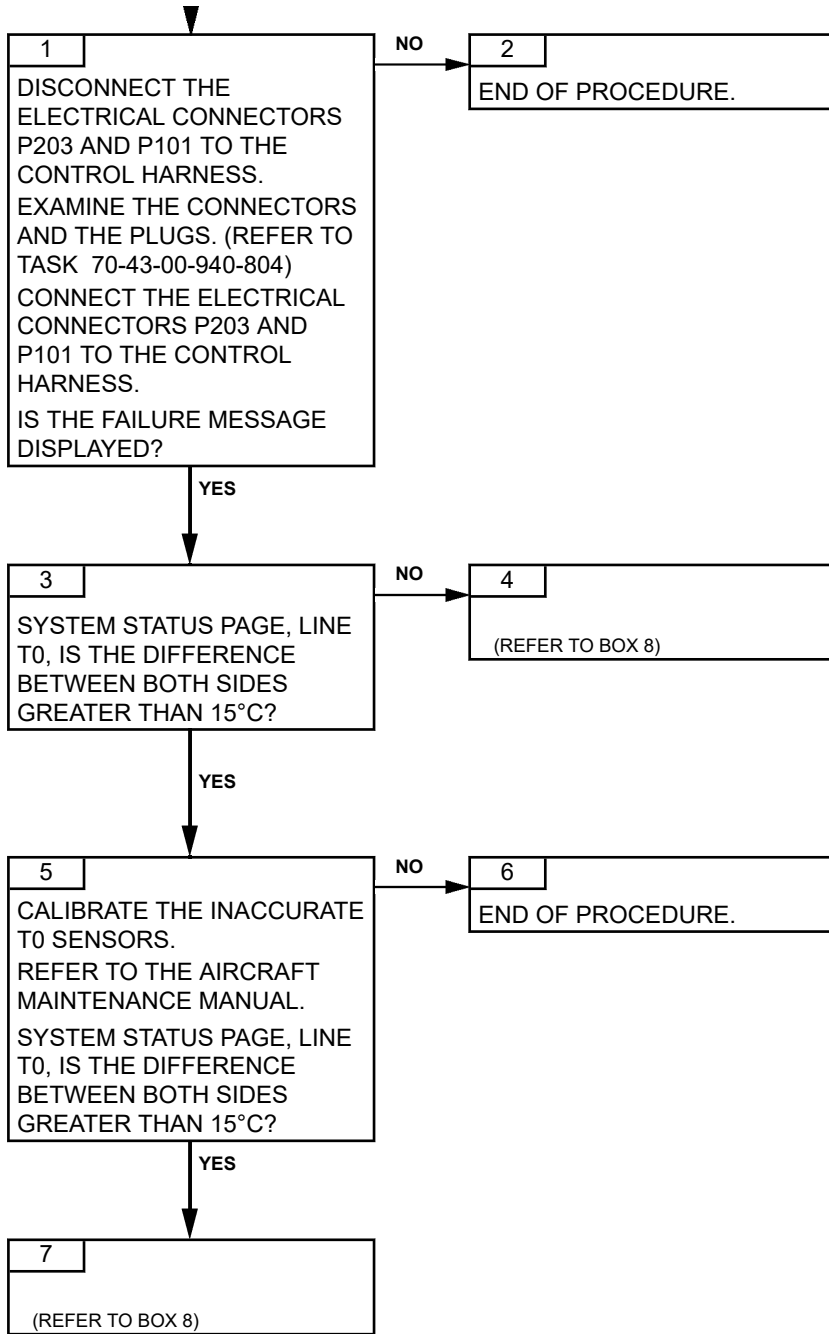 1
DISCONNECT THE
ELECTRICAL CONNECTORS
P203 AND P101 TO THE
CONTROL HARNESS.
EXAMINE THE CONNECTORS
AND THE PLUGS. (REFER TO
TASK 70-43-00-940-804)
CONNECT THE ELECTRICAL
CONNECTORS P203 AND
P101 TO THE CONTROL
HARNESS.
IS THE FAILURE MESSAGE
DISPLAYED?
NO
2
END OF PROCEDURE.
YES
3
SYSTEM STATUS PAGE, LINE
T0, IS THE DIFFERENCE
BETWEEN BOTH SIDES
GREATER THAN 15°C?
NO
4
(REFER TO BOX 8)
YES
5
CALIBRATE THE INACCURATE
T0 SENSORS.
REFER TO THE AIRCRAFT
MAINTENANCE MANUAL.
SYSTEM STATUS PAGE, LINE
T0, IS THE DIFFERENCE
BETWEEN BOTH SIDES
GREATER THAN 15°C?
NO
6
END OF PROCEDURE.
YES
7
(REFER TO BOX 8)